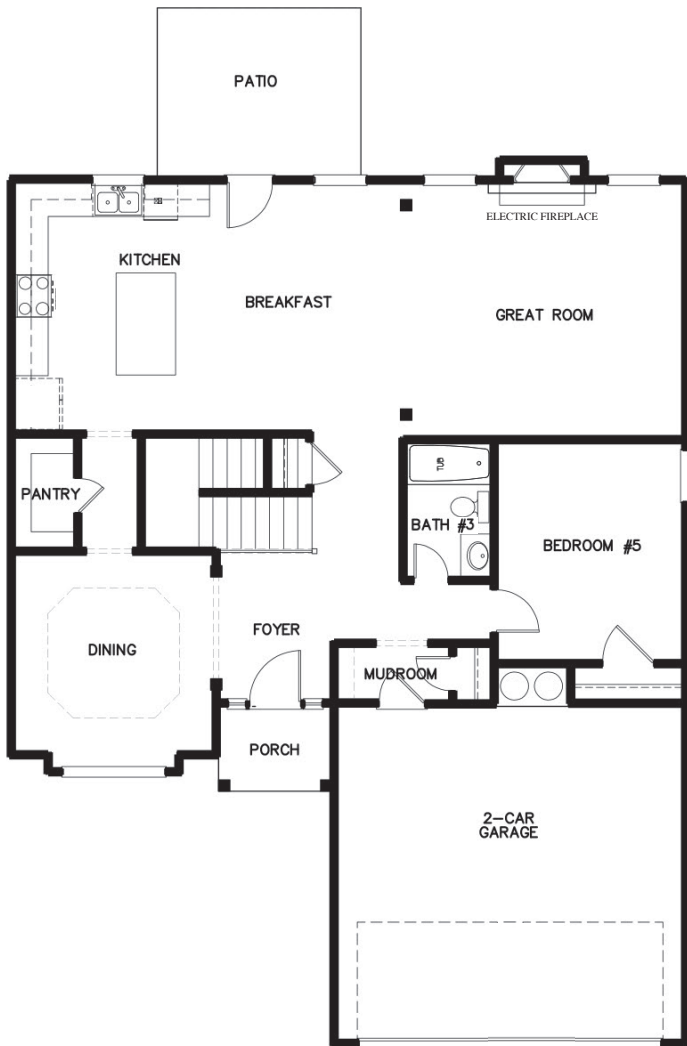 PATIO
ELECTRIC FIREPLACE
KITCHEN
BREAKFAST
GREAT ROOM
TUB
PANTRY
BATH #3
BEDROOM #5
FOYER
DINING
MUDROOM
PORCH
2-CAR
GARAGE